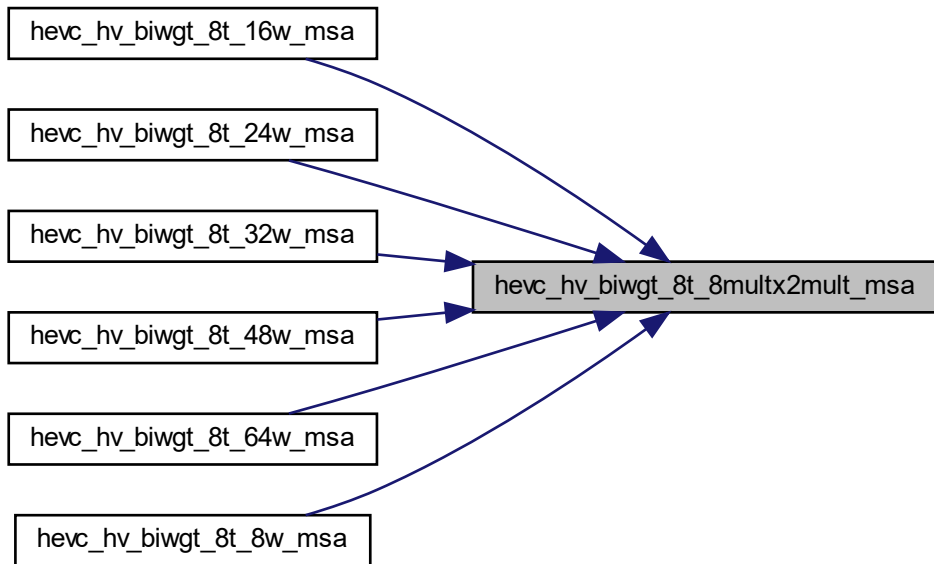 hevc_hv_biwgt_8t_16w_msa
hevc_hv_biwgt_8t_24w_msa
hevc_hv_biwgt_8t_32w_msa
hevc_hv_biwgt_8t_8multx2mult_msa
hevc_hv_biwgt_8t_48w_msa
hevc_hv_biwgt_8t_64w_msa
hevc_hv_biwgt_8t_8w_msa